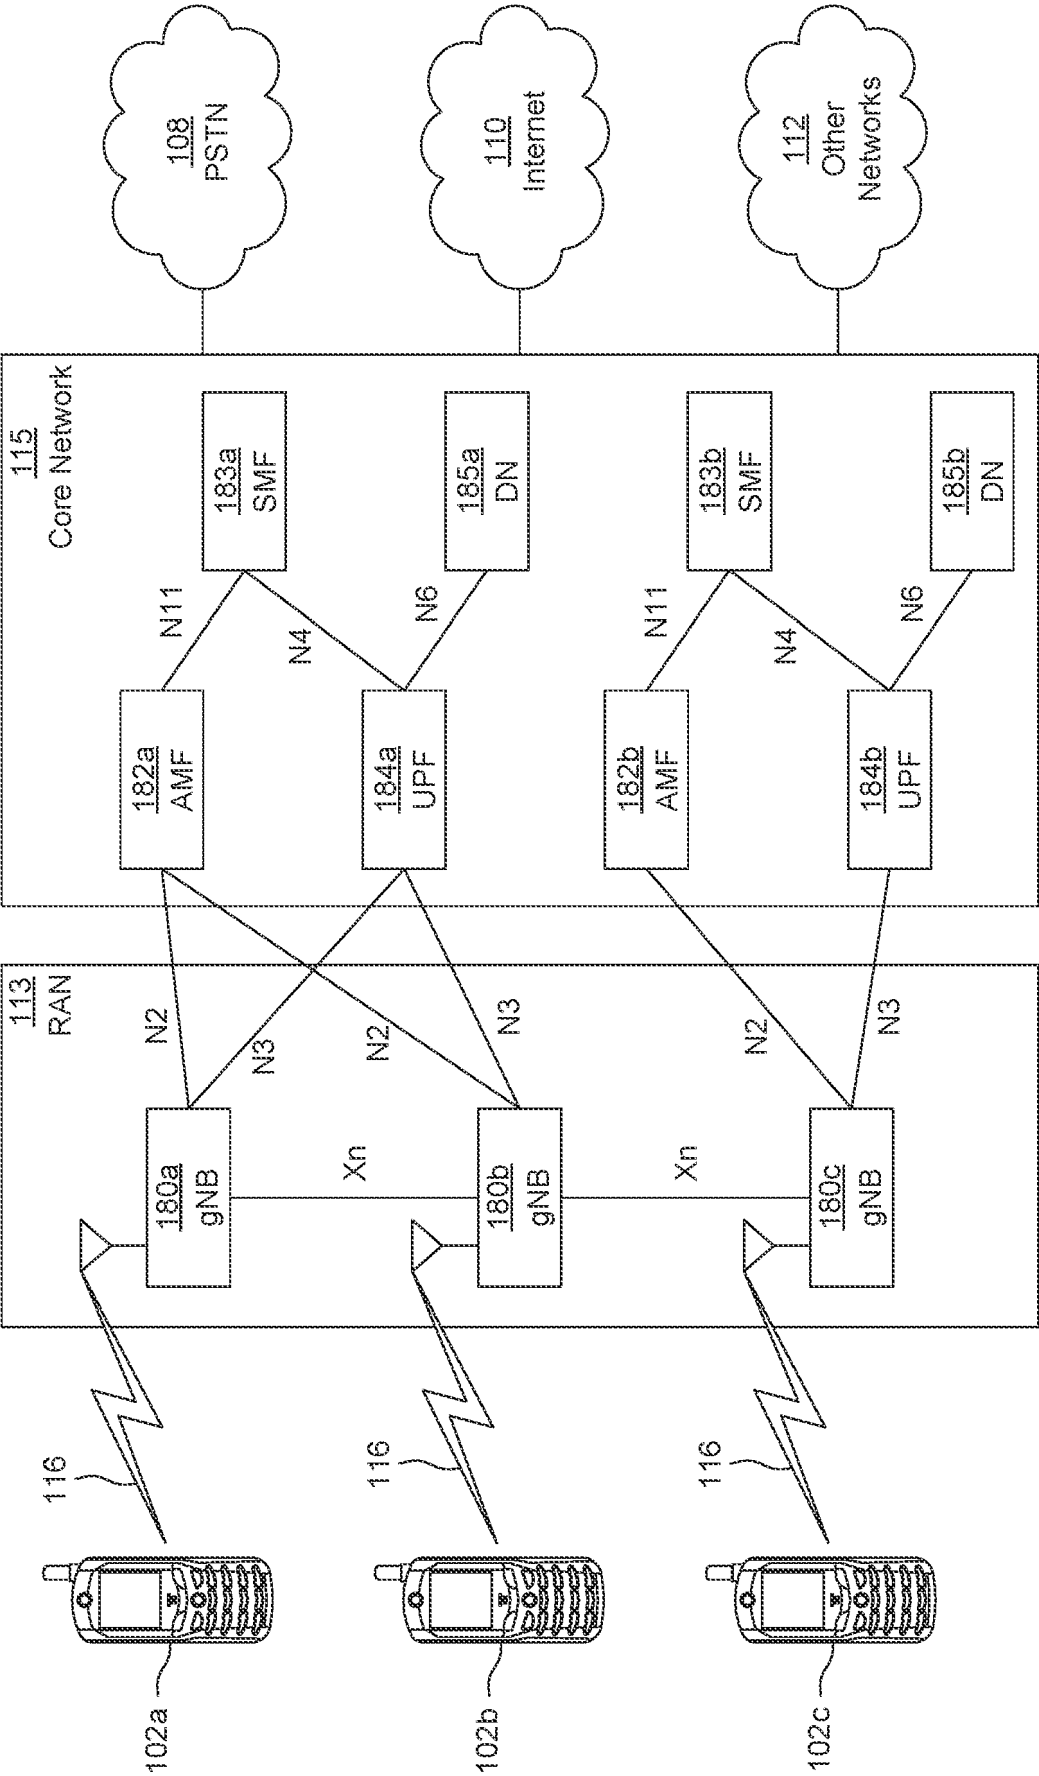 108
PSTN
110
Internet
112
Other
Networks
115
Core Network
183a
SMF
185a
DN
183b
SMF
185b
DN
N11
N4
N6
N11
N4
N6
182a
AMF
184a
UPF
182b
AMF
184b
UPF
113
RAN
N2
N3
N2
N3
N2
N3
180a
gNB
Xn
180b
gNB
Xn
180c
gNB
116
116
116
102a
102b
102c